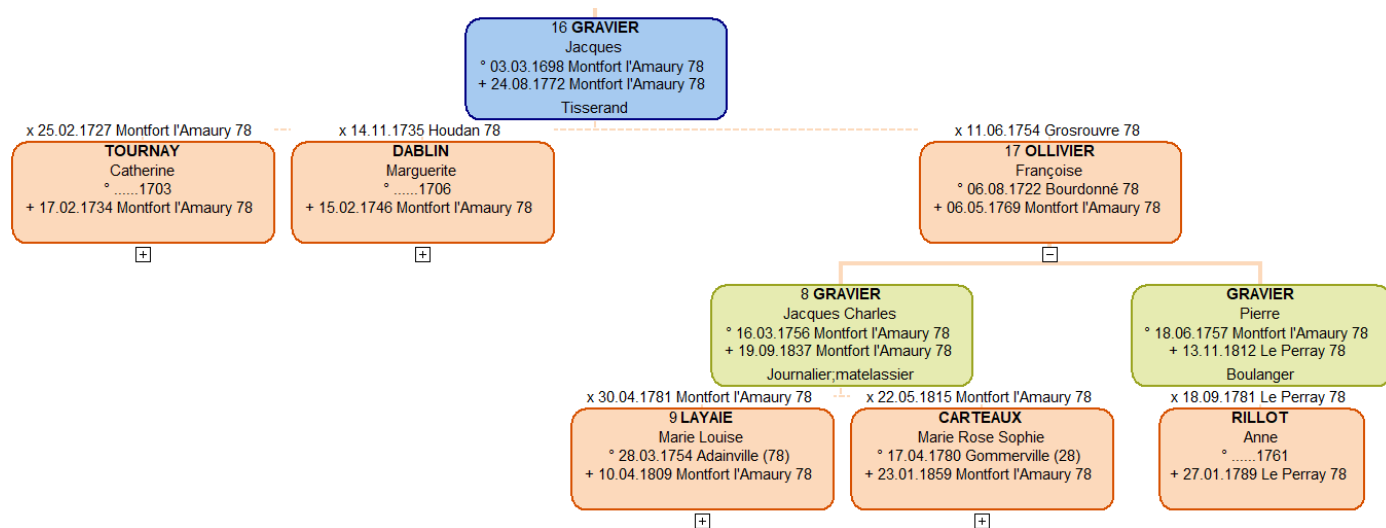 16 GRAVIER
Jacques
° 03.03.1698 Montfort l'Amaury 78
+ 24.08.1772 Montfort l'Amaury 78
Tisserand
x 25.02.1727 Montfort l'Amaury 78
TOURNAY
Catherine
° ......1703
+ 17.02.1734 Montfort l'Amaury 78
x 14.11.1735 Houdan 78
DABLIN
Marguerite
° ......1706
+ 15.02.1746 Montfort l'Amaury 78
x 11.06.1754 Grosrouvre 78
17 OLLIVIER
Françoise
° 06.08.1722 Bourdonné 78
+ 06.05.1769 Montfort l'Amaury 78
8 GRAVIER
Jacques Charles
° 16.03.1756 Montfort l'Amaury 78
+ 19.09.1837 Montfort l'Amaury 78
Journalier;matelassier
GRAVIER
Pierre
° 18.06.1757 Montfort l'Amaury 78
+ 13.11.1812 Le Perray 78
Boulanger
x 30.04.1781 Montfort l'Amaury 78
9 LAYAIE
Marie Louise
° 28.03.1754 Adainville (78)
+ 10.04.1809 Montfort l'Amaury 78
x 22.05.1815 Montfort l'Amaury 78
CARTEAUX
Marie Rose Sophie
° 17.04.1780 Gommerville (28)
+ 23.01.1859 Montfort l'Amaury 78
x 18.09.1781 Le Perray 78
RILLOT
Anne
° ......1761
+ 27.01.1789 Le Perray 78